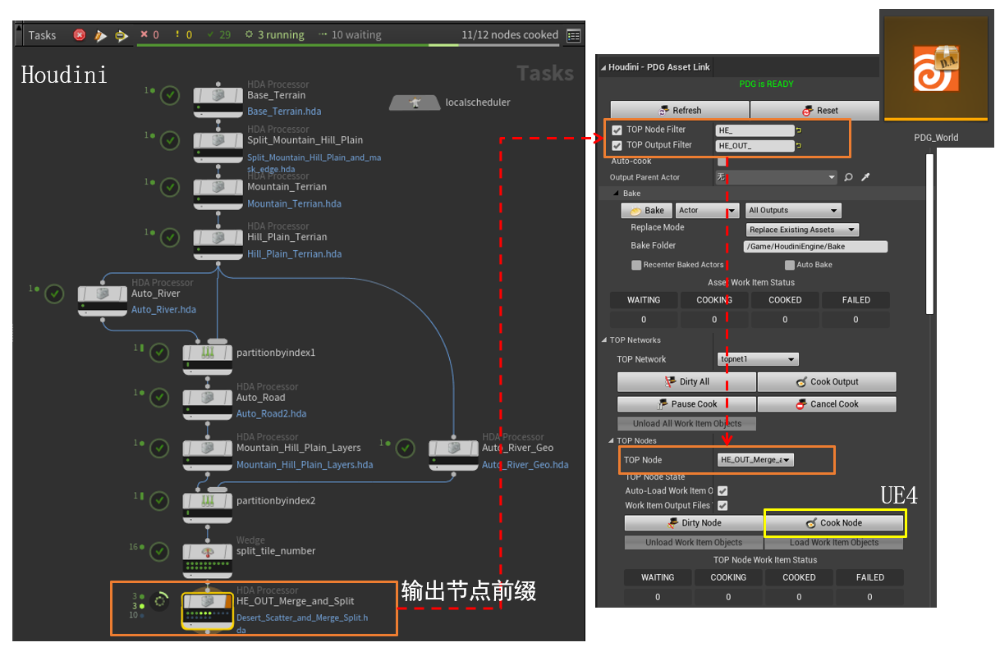 Tasks
0
! 0
29
3 running
10 waiting
11/12 nodes cooked
Houdini
Tasks
1
HDA Processor
Base_Terrain
Base_Terrain.hda
localscheduler
1
HDA Processor
Split_Mountain_Hill_Plain
Split_Mountain_Hill_Plain_and_ma
sk_edge.hda
1
HDA Processor
Mountain_Terrian
Mountain_Terrian.hda
1
HDA Processor
Hill_Plain_Terrian
Hill_Plain_Terrian.hda
1
HDA Processor
Auto_River
Auto_River.hda
1
partitionbyindex1
1
HDA Processor
Auto_Road
Auto_Road2.hda
1
HDA Processor
Mountain_Hill_Plain_Layers
Mountain_Hill_Plain_Layers.hda
1
HDA Processor
Auto_River_Geo
Auto_River_Geo.hda
1
partitionbyindex2
16
Wedge
split_tile_number
3
3
10
HDA Processor
HE_OUT_Merge_and_Split
Desert_Scatter_and_Merge_Split.h
da
输出节点前缀
D.A.
PDG_World
Houdini - PDG Asset Link
PDG is READY
Refresh
Reset
TOP Node Filter
HE_
TOP Output Filter
HE_OUT_
Auto-cook
Output Parent Actor
无
Bake
Bake
Actor
All Outputs
Replace Mode
Replace Existing Assets
Bake Folder
/Game/HoudiniEngine/Bake
Recenter Baked Actors
Auto Bake
Asset Work Item Status
WAITING
COOKING
COOKED
FAILED
0
0
0
0
TOP Networks
TOP Network
topnet1
Dirty All
Cook Output
Pause Cook
Cancel Cook
Unload All Work Item Objects
TOP Nodes
TOP Node
HE_OUT_Merge_a
TOP Node State
Auto-Load Work Item O
Work Item Output Files
UE4
Dirty Node
Cook Node
Unload Work Item Objects
Load Work Item Objects
TOP Node Work Item Status
WAITING
COOKING
COOKED
FAILED
0
0
0
0